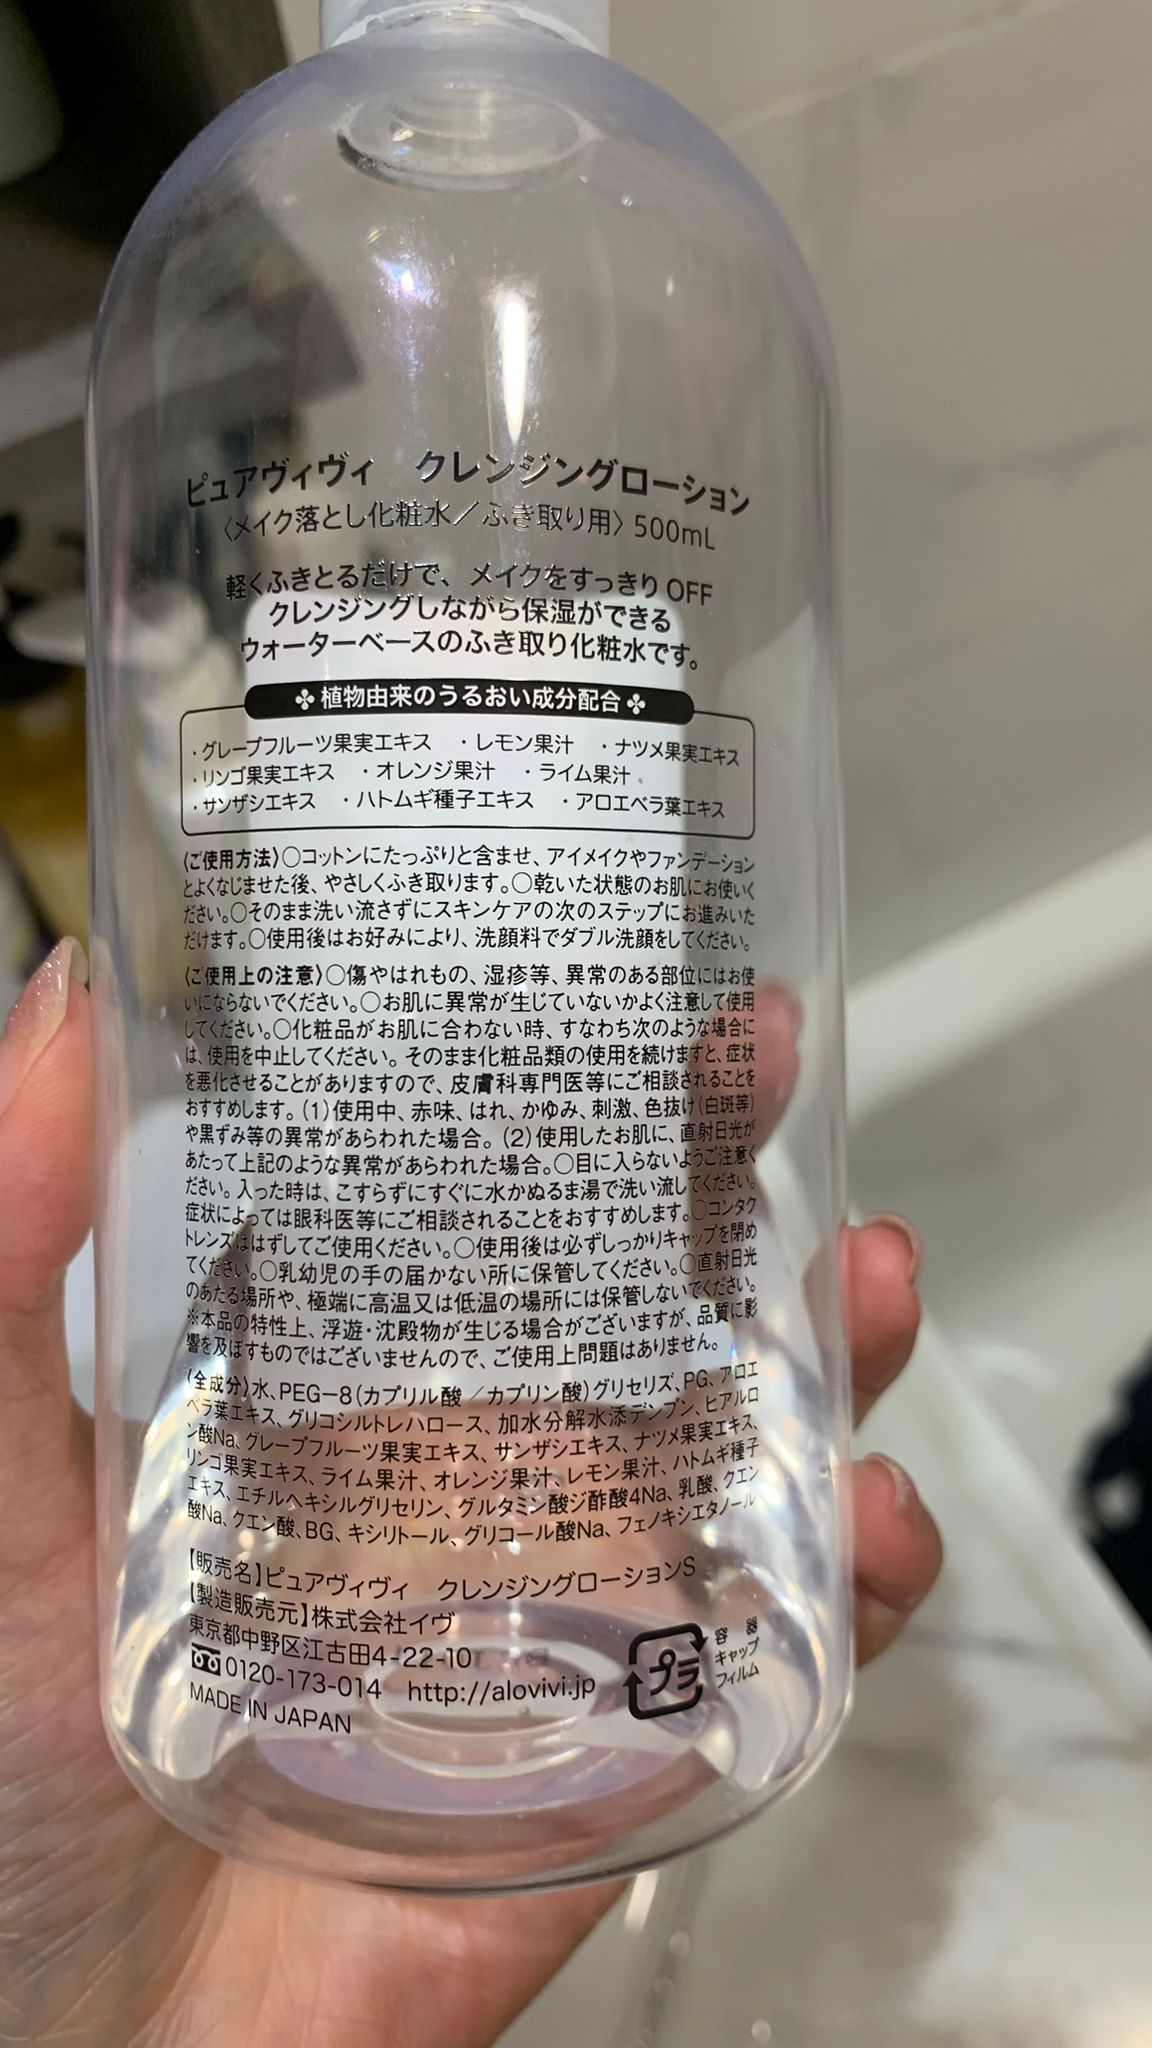 ピュアヴィヴィ クレンジングローション
〈メイク落とし化粧水／ふき取り用〉500mL
軽くふきとるだけで、メイクをすっきりOFF
クレンジングしながら保湿ができる
ウォーターベースのふき取り化粧水です。
植物由来のうるおい成分配合
・グレープフルーツ果実エキス ・レモン果汁 ・ナツメ果実エキス
・リンゴ果実エキス ・オレンジ果汁 ・ライム果汁
・サンザシエキス ・ハトムギ種子エキス ・アロエベラ葉エキス
〈ご使用方法〉○コットンにたっぷりと含ませ、アイメイクやファンデーション
とよくなじませた後、やさしくふき取ります。○乾いた状態のお肌にお使いく
ださい。○そのまま洗い流さずにスキンケアの次のステップにお進みいた
だけます。○使用後はお好みにより、洗顔料でダブル洗顔をしてください。
〈ご使用上の注意〉○傷やはれもの、湿疹等、異常のある部位にはお使
いにならないでください。○お肌に異常が生じていないかよく注意して使用
してください。○化粧品がお肌に合わない時、すなわち次のような場合に
は、使用を中止してください。そのまま化粧品類の使用を続けますと、症状
を悪化させることがありますので、皮膚科専門医等にご相談されることを
おすすめします。(1)使用中、赤味、はれ、かゆみ、刺激、色抜け(白斑等)
や黒ずみ等の異常があらわれた場合。(2)使用したお肌に、直射日光が
あたって上記のような異常があらわれた場合。○目に入らないようご注意く
ださい。入った時は、こすらずにすぐに水かぬるま湯で洗い流してください。
症状によっては眼科医等にご相談されることをおすすめします。○コンタク
トレンズははずしてご使用ください。○使用後は必ずしっかりキャップを閉め
てください。○乳幼児の手の届かない所に保管してください。○直射日光
のあたる場所や、極端に高温又は低温の場所には保管しないでください。
※本品の特性上、浮遊・沈殿物が生じる場合がございますが、品質に影
響を及ぼすものではございませんので、ご使用上問題はありません。
〈全成分〉水、PEG－8(カプリル酸／カプリン酸)グリセリズ、PG、アロエ
ベラ葉エキス、グリコシルトレハロース、加水分解水添デンプン、ヒアルロ
ン酸Na、グレープフルーツ果実エキス、サンザシエキス、ナツメ果実エキス、
リンゴ果実エキス、ライム果汁、オレンジ果汁、レモン果汁、ハトムギ種子
エキス、エチルヘキシルグリセリン、グルタミン酸ジ酢酸4Na、乳酸、クエン
酸Na、クエン酸、BG、キシリトール、グリコール酸Na、フェノキシエタノール
【販売名】ピュアヴィヴィ クレンジングローションS
【製造販売元】株式会社イヴ
東京都中野区江古田4-22-10
0120-173-014 http://alovivi.jp
MADE IN JAPAN
プラ
容器
キャップ
フィルム